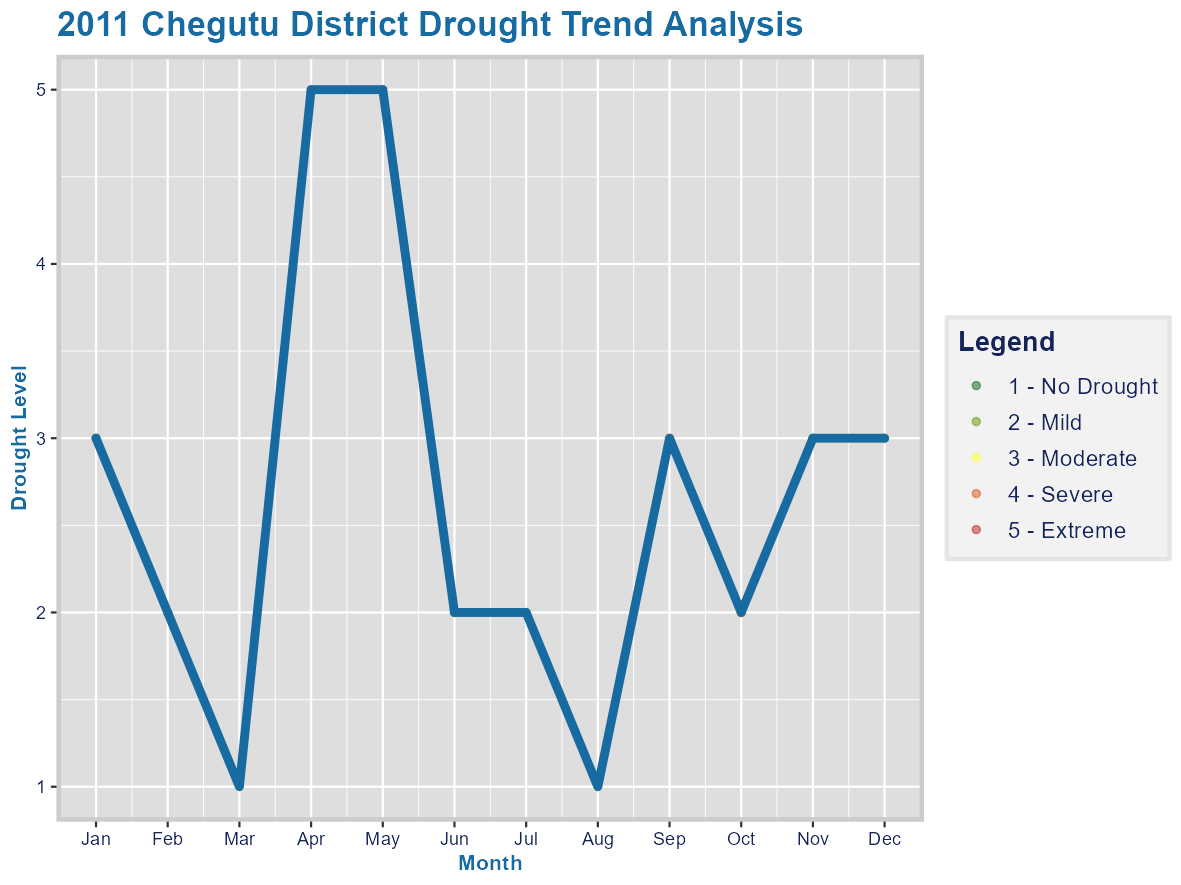 2011 Chegutu District Drought Trend Analysis
5
4
3
2
1
Drought Level
Jan Feb Mar Apr May Jun Jul Aug Sep Oct Nov Dec
Month
Legend
1 - No Drought
2 - Mild
3 - Moderate
4 - Severe
5 - Extreme